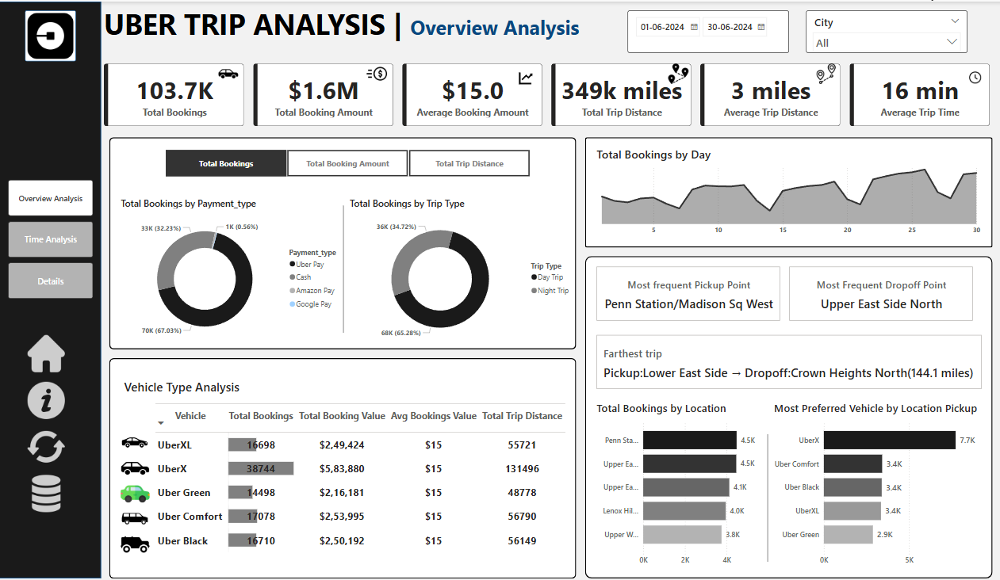 UBER TRIP ANALYSIS | Overview Analysis
01-06-2024 30-06-2024
City
All
103.7K
Total Bookings
$1.6M
Total Booking Amount
$15.0
Average Booking Amount
349k miles
Total Trip Distance
3 miles
Average Trip Distance
16 min
Average Trip Time
Overview Analysis
Time Analysis
Details
Total Bookings
Total Booking Amount
Total Trip Distance
Total Bookings by Payment_type
33K (32.23%)
1K (0.56%)
70K (67.03%)
Payment_type
Uber Pay
Cash
Amazon Pay
Google Pay
Total Bookings by Trip Type
36K (34.72%)
68K (65.28%)
Trip Type
Day Trip
Night Trip
Total Bookings by Day
5 10 15 20 25 30
Vehicle Type Analysis
Vehicle Total Bookings Total Booking Value Avg Bookings Value Total Trip Distance
UberXL 16698 $2,49,424 $15 55721
UberX 38744 $5,83,880 $15 131496
Uber Green 14498 $2,16,181 $15 48778
Uber Comfort 17078 $2,53,995 $15 56790
Uber Black 16710 $2,50,192 $15 56149
Most frequent Pickup Point
Penn Station/Madison Sq West
Most Frequent Dropoff Point
Upper East Side North
Farthest trip
Pickup:Lower East Side → Dropoff:Crown Heights North(144.1 miles)
Total Bookings by Location
Penn Sta... 4.5K
Upper Ea... 4.5K
Upper Ea... 4.1K
Lenox Hil... 4.0K
Upper W... 3.8K
0K 2K 4K
Most Preferred Vehicle by Location Pickup
UberX 7.7K
Uber Comfort 3.4K
Uber Black 3.4K
UberXL 3.4K
Uber Green 2.9K
0K 5K